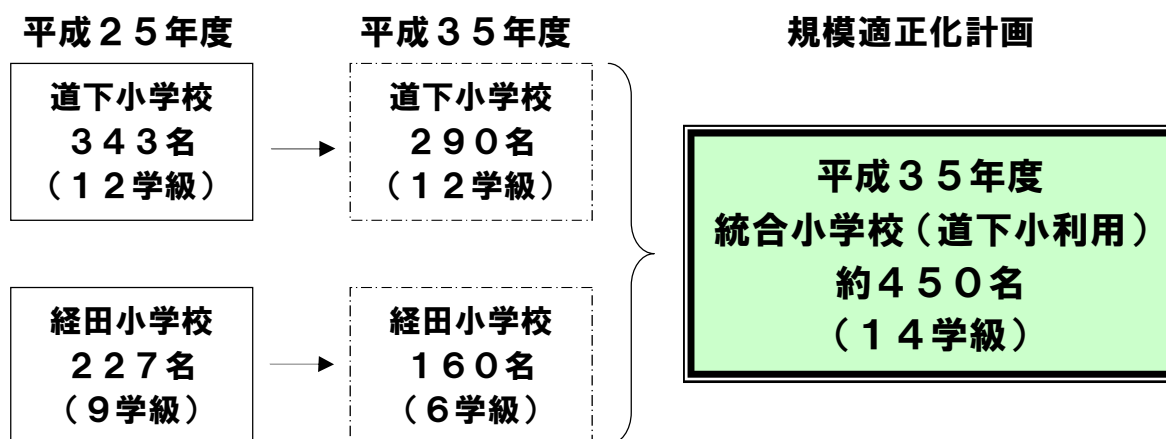 平成２５年度
道下小学校
３４３名
（１２学級）
経田小学校
２２７名
（９学級）
平成３５年度
道下小学校
２９０名
（１２学級）
経田小学校
１６０名
（６学級）
規模適正化計画
平成３５年度
統合小学校（道下小利用）
約４５０名
（１４学級）